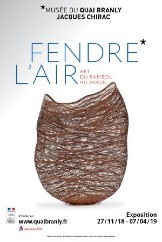 *MUSÉE DU QUAI BRANLY
JACQUES CHIRAC
FENDRE*
L'AIR
ART
DU BAMBOU
AU JAPON
www.quaibranly.fr
Exposition
27/11/18 - 07/04/19